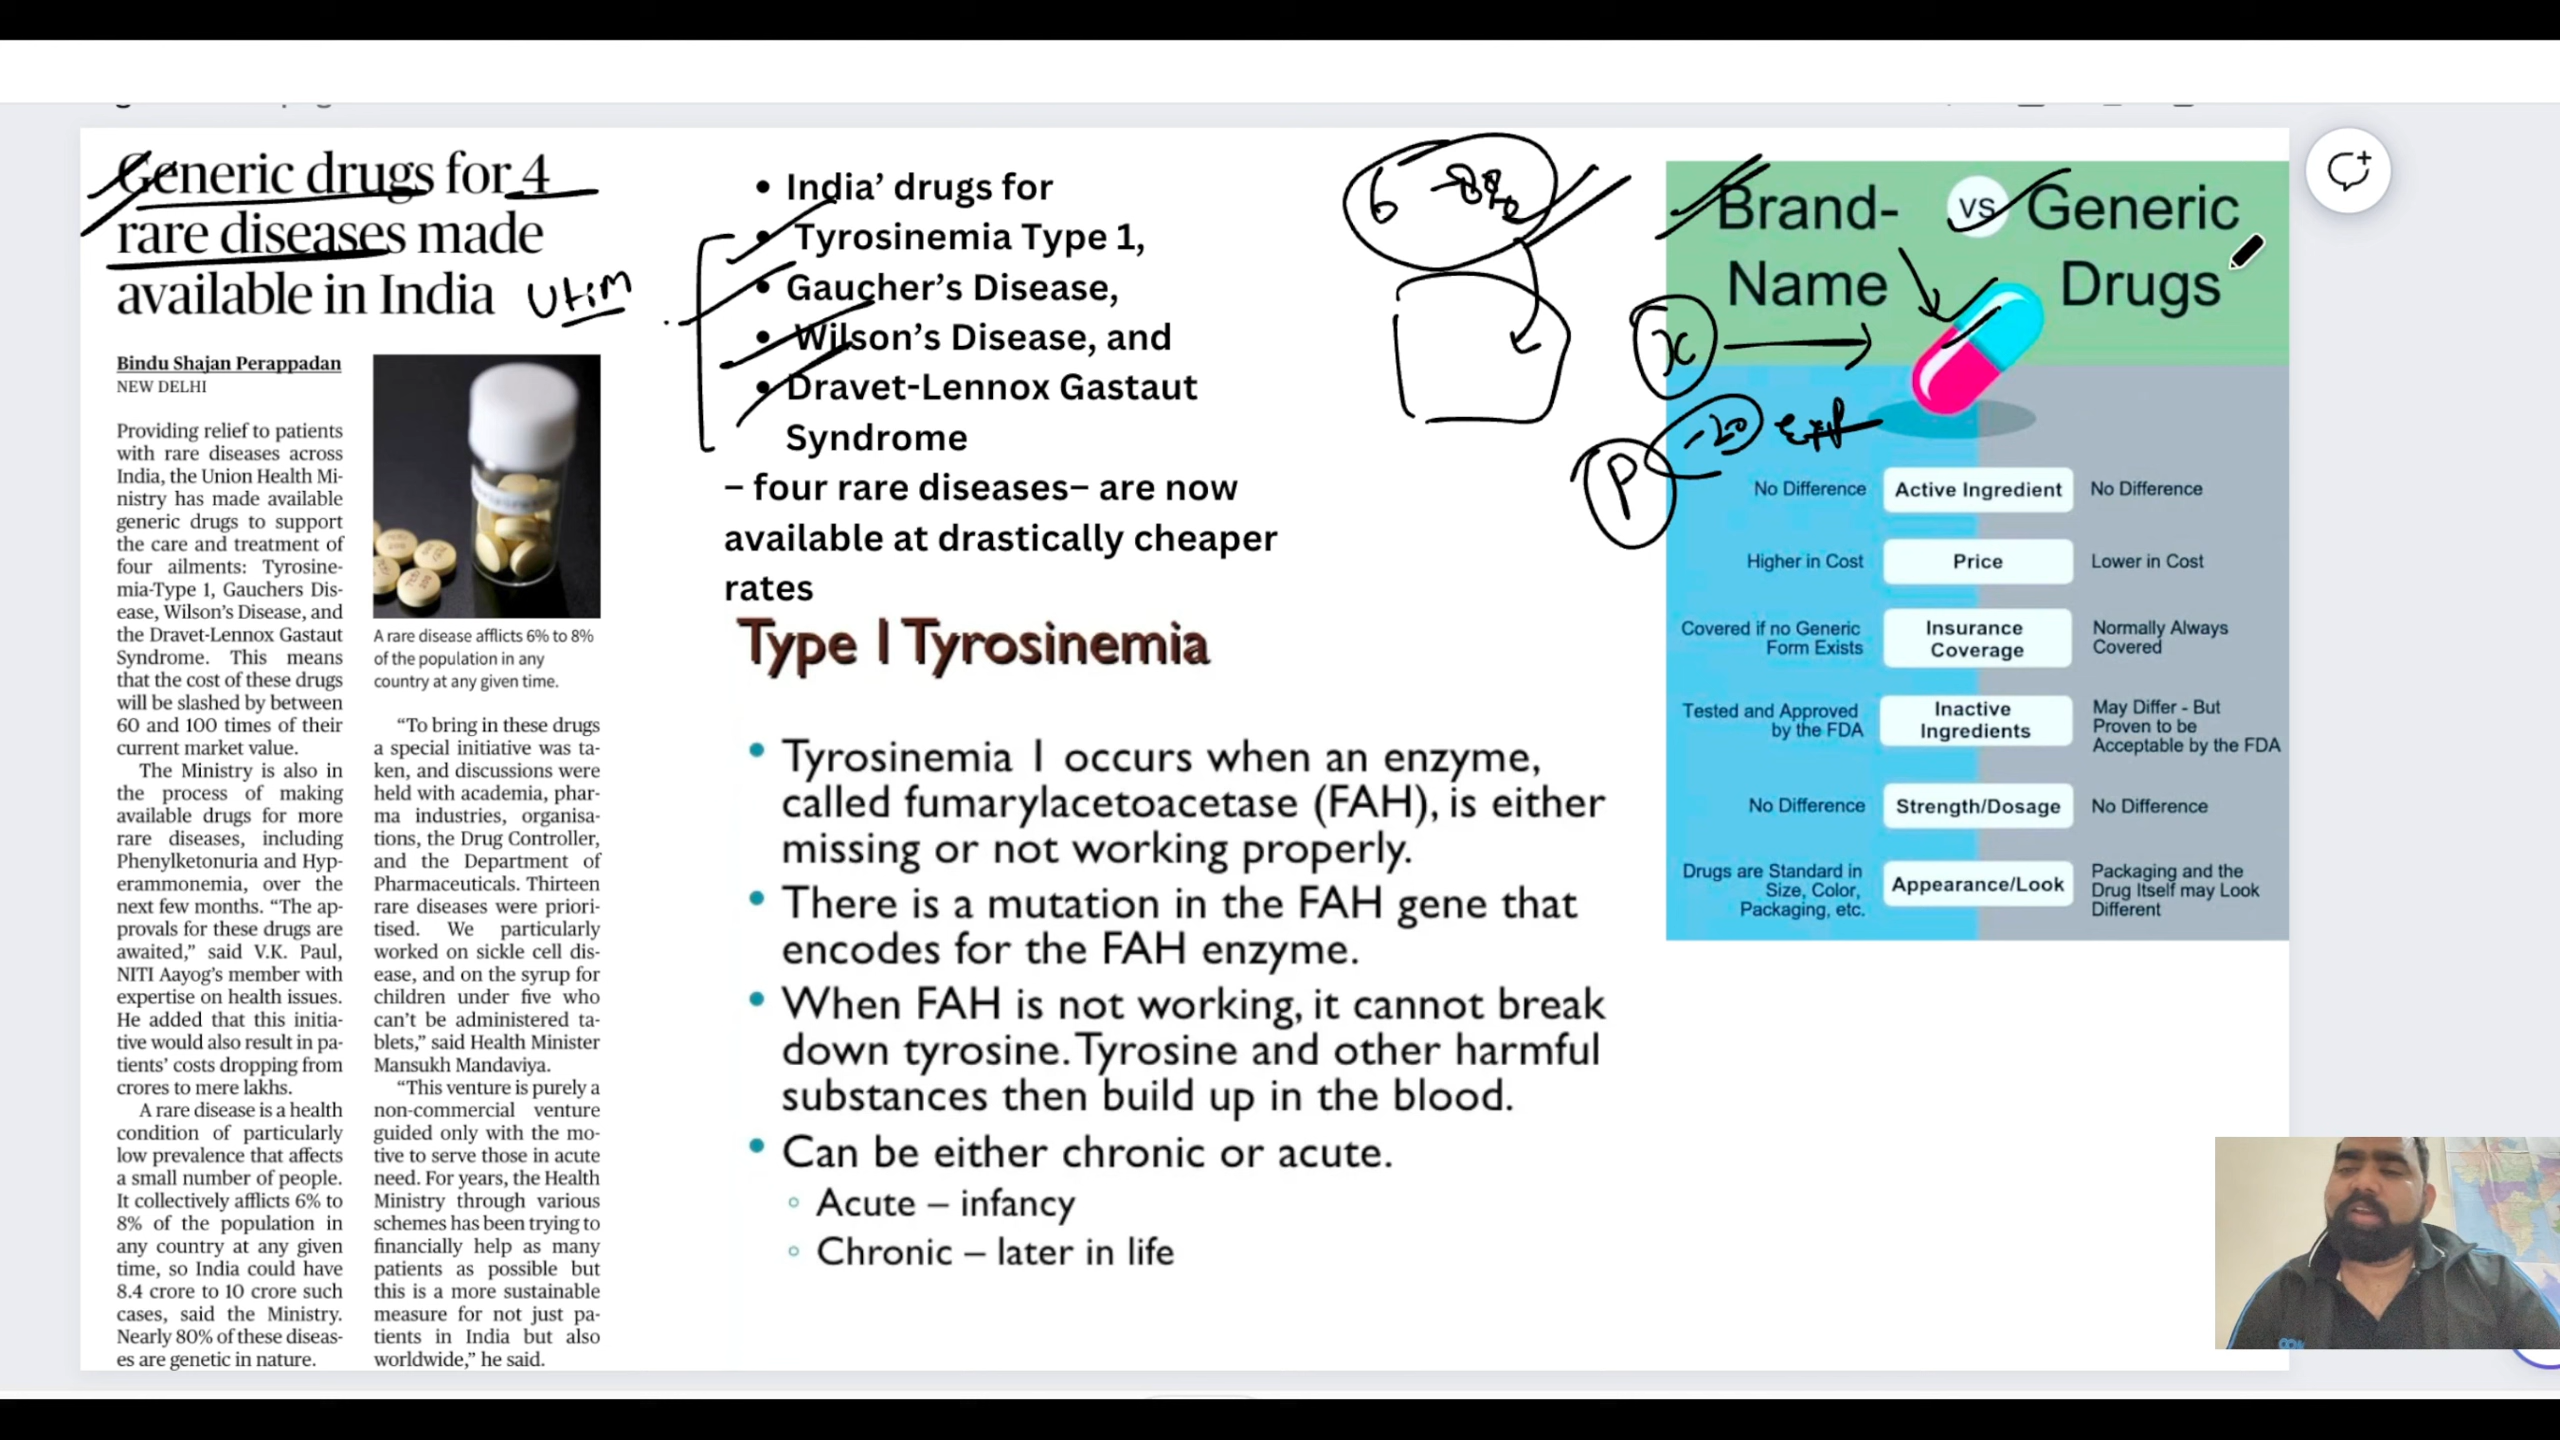 Generic drugs for 4
rare diseases made
available in India
Bindu Shajan Perappadan
NEW DELHI
Providing relief to patients
with rare diseases across
India, the Union Health Mi-
nistry has made available
generic drugs to support
the care and treatment of
four ailments: Tyrosine-
mia-Type 1, Gauchers Dis-
ease, Wilson's Disease, and
the Dravet-Lennox Gastaut
Syndrome. This means
that the cost of these drugs
will be slashed by between
60 and 100 times of their
current market value.
The Ministry is also in
the process of making
available drugs for more
rare diseases, including
Phenylketonuria and Hyp-
erammonemia, over the
next few months. “The ap-
provals for these drugs are
awaited,” said V.K. Paul,
NITI Aayog's member with
expertise on health issues.
He added that this initia-
tive would also result in pa-
tients' costs dropping from
crores to mere lakhs.
A rare disease is a health
condition of particularly
low prevalence that affects
a small number of people.
It collectively afflicts 6% to
8% of the population in
any country at any given
time, so India could have
8.4 crore to 10 crore such
cases, said the Ministry.
Nearly 80% of these diseas-
es are genetic in nature.
A rare disease afflicts 6% to 8%
of the population in any
country at any given time.
“To bring in these drugs
a special initiative was ta-
ken, and discussions were
held with academia, phar-
ma industries, organisa-
tions, the Drug Controller,
and the Department of
Pharmaceuticals. Thirteen
rare diseases were priori-
tised. We particularly
worked on sickle cell dis-
ease, and on the syrup for
children under five who
can't be administered ta-
blets,” said Health Minister
Mansukh Mandaviya.
“This venture is purely a
non-commercial venture
guided only with the mo-
tive to serve those in acute
need. For years, the Health
Ministry through various
schemes has been trying to
financially help as many
patients as possible but
this is a more sustainable
measure for not just pa-
tients in India but also
worldwide,” he said.
• India’ drugs for
• Tyrosinemia Type 1,
• Gaucher’s Disease,
• Wilson’s Disease, and
• Dravet-Lennox Gastaut
Syndrome
– four rare diseases– are now
available at drastically cheaper
rates
Type 1 Tyrosinemia
• Tyrosinemia 1 occurs when an enzyme,
called fumarylacetoacetase (FAH), is either
missing or not working properly.
• There is a mutation in the FAH gene that
encodes for the FAH enzyme.
• When FAH is not working, it cannot break
down tyrosine. Tyrosine and other harmful
substances then build up in the blood.
• Can be either chronic or acute.
◦ Acute – infancy
◦ Chronic – later in life
6 - 8%
x
P - 20 exp
Brand-Name vs Generic Drugs
No Difference Active Ingredient No Difference
Higher in Cost Price Lower in Cost
Covered if no Generic
Form Exists
Insurance
Coverage
Normally Always
Covered
Tested and Approved
by the FDA
Inactive
Ingredients
May Differ - But
Proven to be
Acceptable by the FDA
No Difference Strength/Dosage No Difference
Drugs are Standard in
Size, Color,
Packaging, etc.
Appearance/Look
Packaging and the
Drug Itself may Look
Different